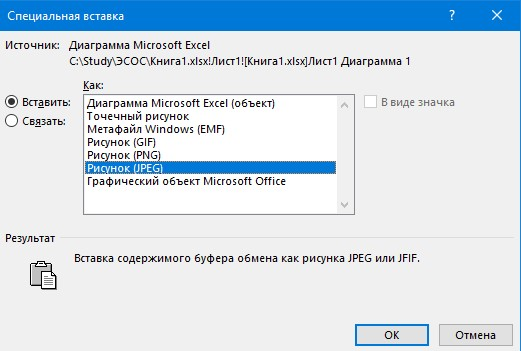 Специальная вставка
Источник: Диаграмма Microsoft Excel
C:\Study\ЭСОС\Книга1.xlsx!Лист1![Книга1.xlsx]Лист1 Диаграмма 1
Как:
Вставить:
Связать:
Диаграмма Microsoft Excel (объект)
Точечный рисунок
Метафайл Windows (EMF)
Рисунок (GIF)
Рисунок (PNG)
Рисунок (JPEG)
Графический объект Microsoft Office
В виде значка
Результат
Вставка содержимого буфера обмена как рисунка JPEG или JFIF.
ОК
Отмена